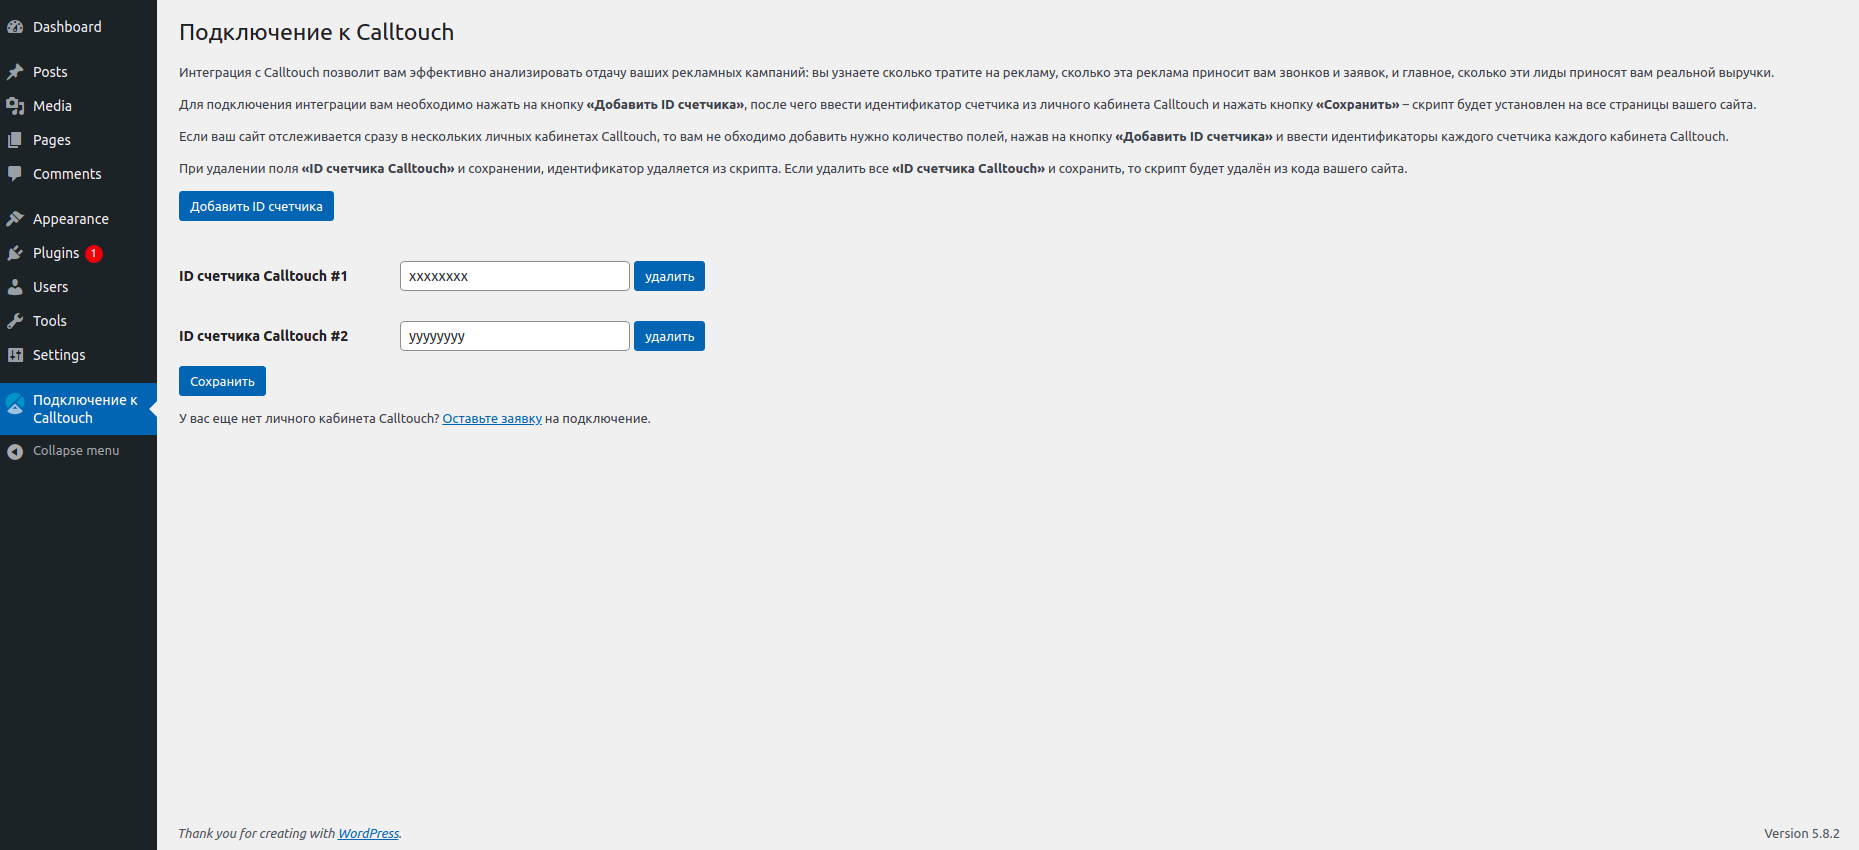 Dashboard
Posts
Media
Pages
Comments
Appearance
Plugins 1
Users
Tools
Settings
Подключение к
Calltouch
Collapse menu
Подключение к Calltouch
Интеграция с Calltouch позволит вам эффективно анализировать отдачу ваших рекламных кампаний: вы узнаете сколько тратите на рекламу, сколько эта реклама приносит вам звонков и заявок, и главное, сколько эти лиды приносят вам реальной выручки.
Для подключения интеграции вам необходимо нажать на кнопку «Добавить ID счетчика», после чего ввести идентификатор счетчика из личного кабинета Calltouch и нажать кнопку «Сохранить» – скрипт будет установлен на все страницы вашего сайта.
Если ваш сайт отслеживается сразу в нескольких личных кабинетах Calltouch, то вам не обходимо добавить нужно количество полей, нажав на кнопку «Добавить ID счетчика» и ввести идентификаторы каждого счетчика каждого кабинета Calltouch.
При удалении поля «ID счетчика Calltouch» и сохранении, идентификатор удаляется из скрипта. Если удалить все «ID счетчика Calltouch» и сохранить, то скрипт будет удалён из кода вашего сайта.
Добавить ID счетчика
ID счетчика Calltouch #1 xxxxxxxx удалить
ID счетчика Calltouch #2 yyyyyyyy удалить
Сохранить
У вас еще нет личного кабинета Calltouch? Оставьте заявку на подключение.
Thank you for creating with WordPress.
Version 5.8.2